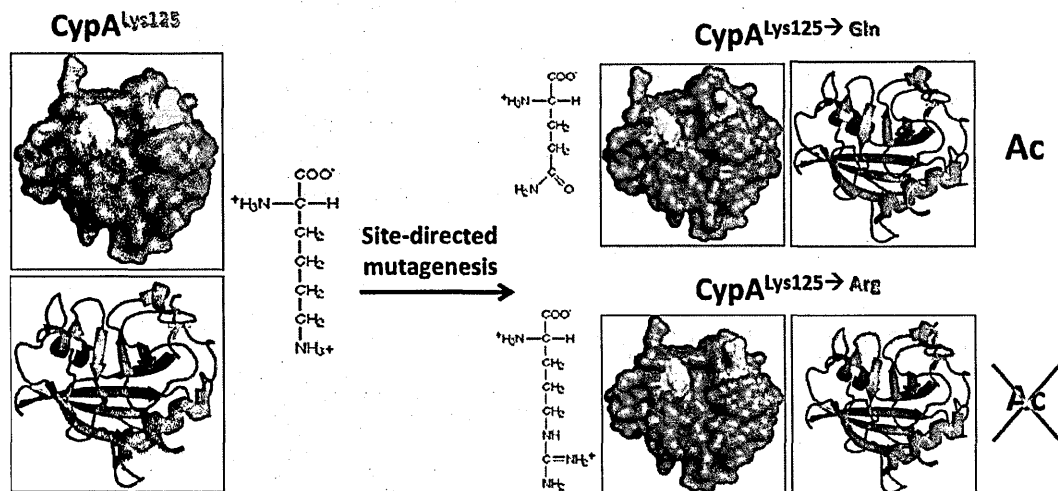 CypA^Lys125
COO⁻
⁺H₃N—C—H
CH₂
CH₂
CH₂
CH₂
NH₃+
Site-directed
mutagenesis
CypA^Lys125→ Gln
COO⁻
⁺H₃N—C—H
CH₂
CH₂
C
H₂N O
Ac
CypA^Lys125→ Arg
COO⁻
⁺H₃N—C—H
CH₂
CH₂
CH₂
NH
C=NH₂⁺
NH₂
Ac